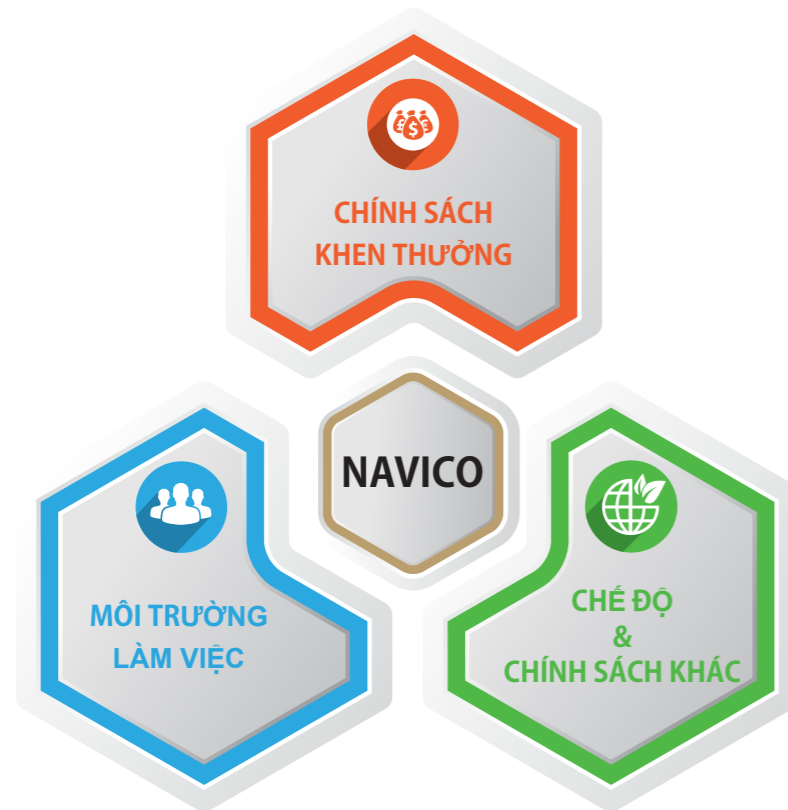 CHÍNH SÁCH
KHEN THƯỞNG
NAVICO
MÔI TRƯỜNG
LÀM VIỆC
CHẾ ĐỘ
&
CHÍNH SÁCH KHÁC